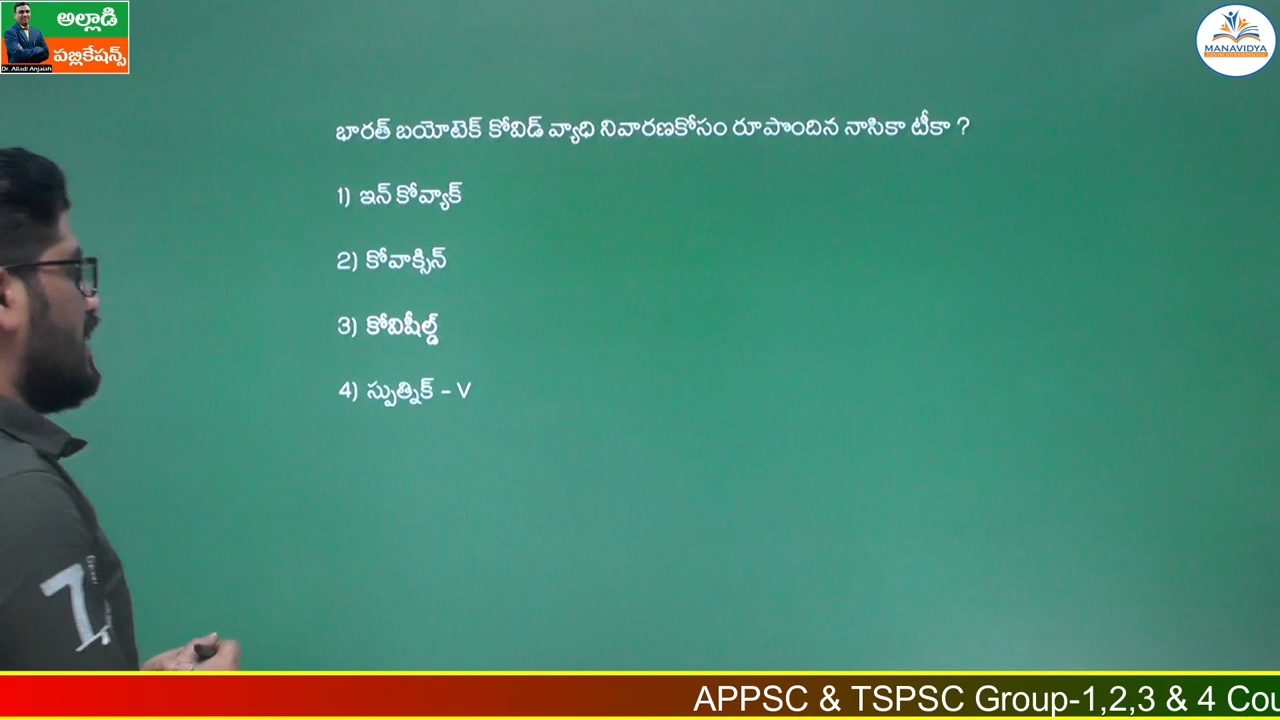 అల్లాడి
పబ్లికేషన్స్
Dr. Alladi Anjaiah
MANAVIDYA
భారత్ బయోటెక్ కోవిడ్ వ్యాధి నివారణకోసం రూపొందిన నాసికా టీకా ?
1) ఇన్ కోవ్యాక్
2) కోవాక్సిన్
3) కోవిషీల్డ్
4) స్పుత్నిక్ – V
7
APPSC & TSPSC Group-1,2,3 & 4 Cou